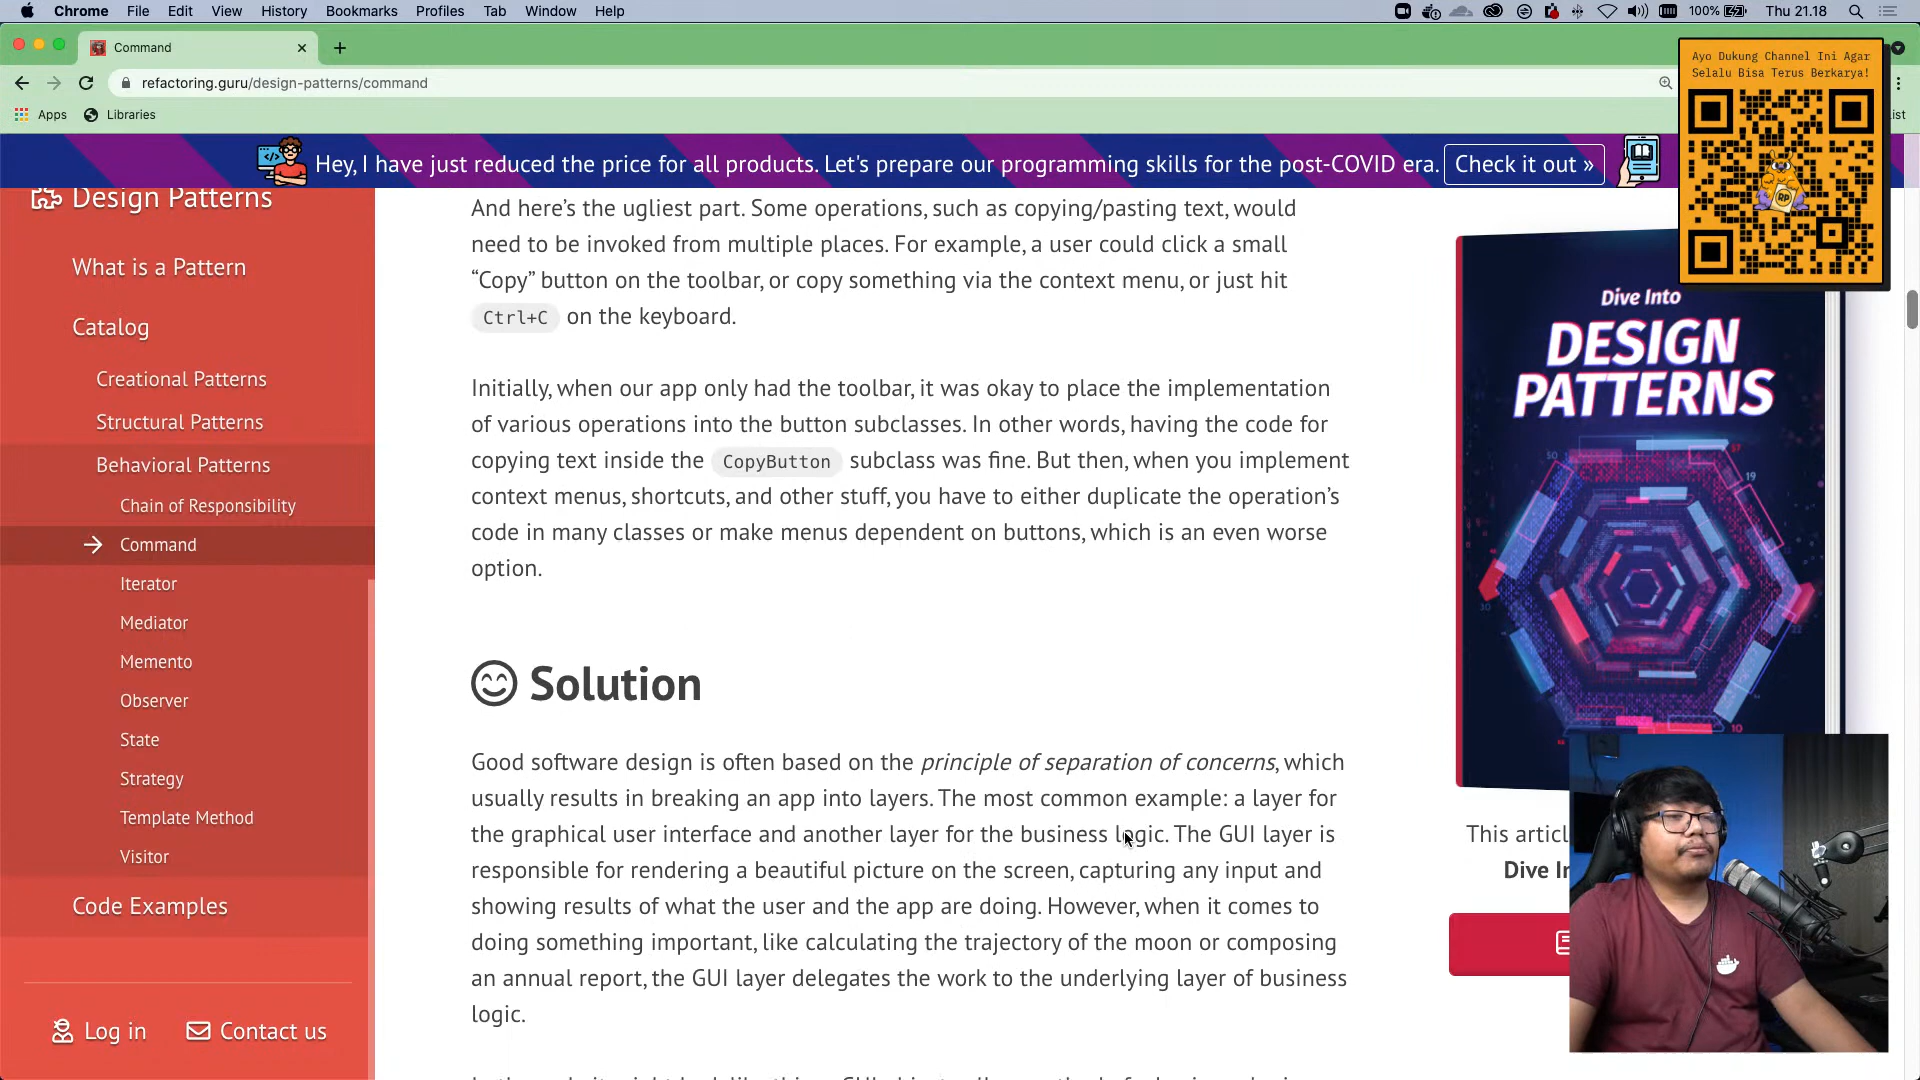 Chrome File Edit View History Bookmarks Profiles Tab Window Help
100% Thu 21.18
Command
refactoring.guru/design-patterns/command
Apps Libraries
Ayo Dukung Channel Ini Agar
Selalu Bisa Terus Berkarya!
RP
Hey, I have just reduced the price for all products. Let's prepare our programming skills for the post-COVID era. Check it out »
Design Patterns
What is a Pattern
Catalog
Creational Patterns
Structural Patterns
Behavioral Patterns
Chain of Responsibility
Command
Iterator
Mediator
Memento
Observer
State
Strategy
Template Method
Visitor
Code Examples
Log in Contact us
And here’s the ugliest part. Some operations, such as copying/pasting text, would
need to be invoked from multiple places. For example, a user could click a small
“Copy” button on the toolbar, or copy something via the context menu, or just hit
Ctrl+C on the keyboard.
Initially, when our app only had the toolbar, it was okay to place the implementation
of various operations into the button subclasses. In other words, having the code for
copying text inside the CopyButton subclass was fine. But then, when you implement
context menus, shortcuts, and other stuff, you have to either duplicate the operation’s
code in many classes or make menus dependent on buttons, which is an even worse
option.
Solution
Good software design is often based on the principle of separation of concerns, which
usually results in breaking an app into layers. The most common example: a layer for
the graphical user interface and another layer for the business logic. The GUI layer is
responsible for rendering a beautiful picture on the screen, capturing any input and
showing results of what the user and the app are doing. However, when it comes to
doing something important, like calculating the trajectory of the moon or composing
an annual report, the GUI layer delegates the work to the underlying layer of business
logic.
Dive Into
DESIGN
PATTERNS
50
19
30
10
This articl
Dive In